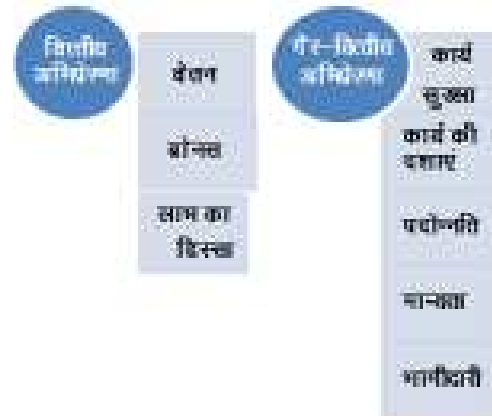 वित्तीय
अभिप्रेरणा
वेतन
बोनस
लाभ का
हिस्सा
गैर-वित्तीय
अभिप्रेरणा
कार्य
सुरक्षा
कार्य की
दशाएं
पदोन्नति
मान्यता
भागीदारी